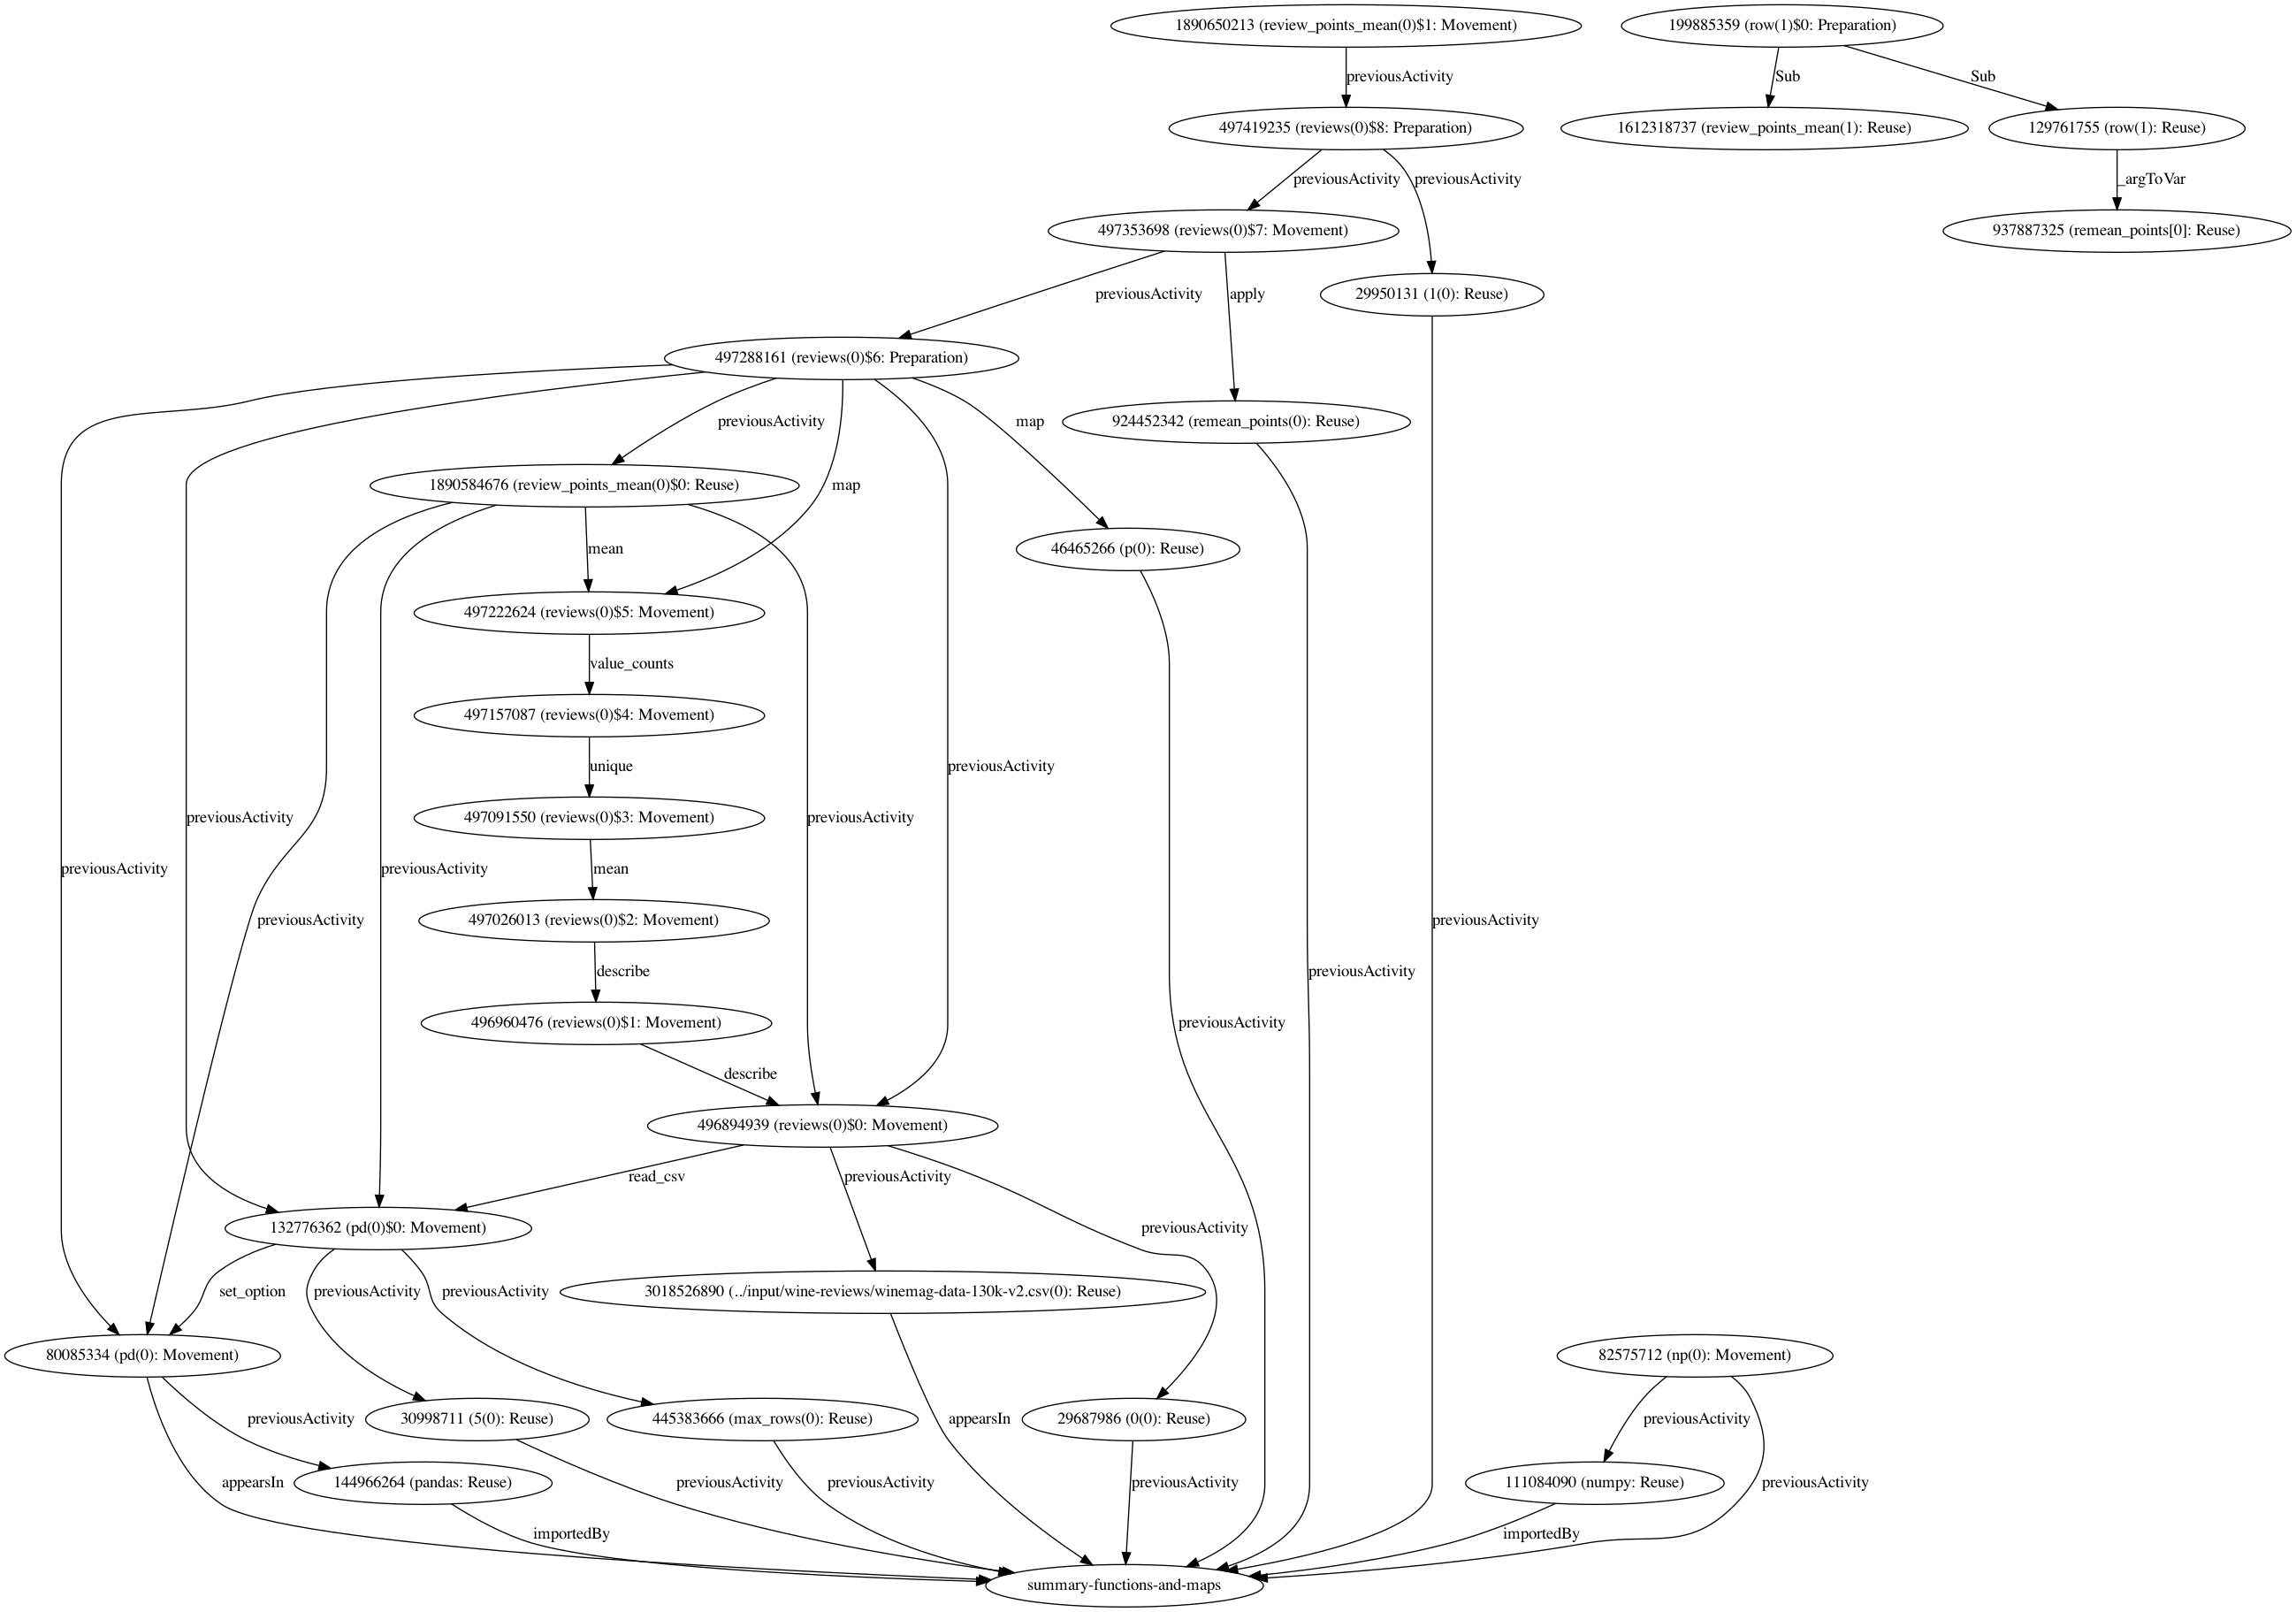 1890650213 (review_points_mean(0)$1: Movement)
199885359 (row(1)$0: Preparation)
previousActivity
Sub
Sub
497419235 (reviews(0)$8: Preparation)
1612318737 (review_points_mean(1): Reuse)
129761755 (row(1): Reuse)
previousActivity
previousActivity
_argToVar
497353698 (reviews(0)$7: Movement)
937887325 (remean_points[0]: Reuse)
previousActivity
apply
29950131 (1(0): Reuse)
497288161 (reviews(0)$6: Preparation)
previousActivity
map
924452342 (remean_points(0): Reuse)
1890584676 (review_points_mean(0)$0: Reuse)
map
mean
46465266 (p(0): Reuse)
497222624 (reviews(0)$5: Movement)
value_counts
497157087 (reviews(0)$4: Movement)
unique
previousActivity
previousActivity
497091550 (reviews(0)$3: Movement)
previousActivity
previousActivity
previousActivity
mean
previousActivity
497026013 (reviews(0)$2: Movement)
previousActivity
describe
previousActivity
496960476 (reviews(0)$1: Movement)
previousActivity
describe
496894939 (reviews(0)$0: Movement)
read_csv
previousActivity
132776362 (pd(0)$0: Movement)
previousActivity
set_option
previousActivity
previousActivity
3018526890 (../input/wine-reviews/winemag-data-130k-v2.csv(0): Reuse)
80085334 (pd(0): Movement)
82575712 (np(0): Movement)
previousActivity
30998711 (5(0): Reuse)
445383666 (max_rows(0): Reuse)
appearsIn
29687986 (0(0): Reuse)
previousActivity
appearsIn
144966264 (pandas: Reuse)
previousActivity
previousActivity
previousActivity
111084090 (numpy: Reuse)
previousActivity
importedBy
importedBy
summary-functions-and-maps